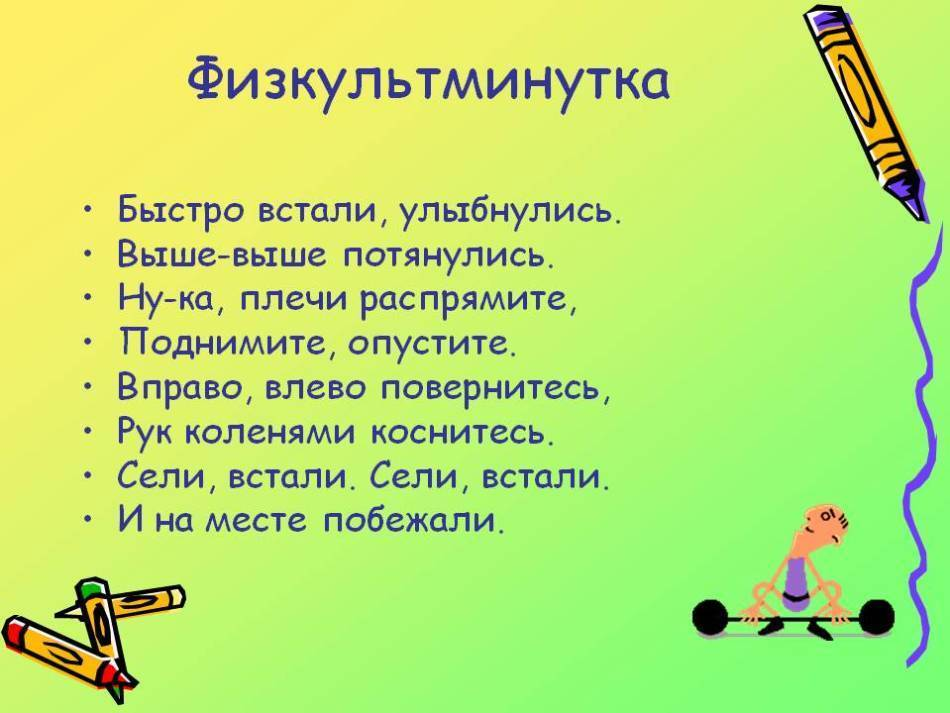 Физкультминутка
• Быстро встали, улыбнулись.
• Выше-выше потянулись.
• Ну-ка, плечи распрямите,
• Поднимите, опустите.
• Вправо, влево повернитесь,
• Рук коленями коснитесь.
• Сели, встали. Сели, встали.
• И на месте побежали.